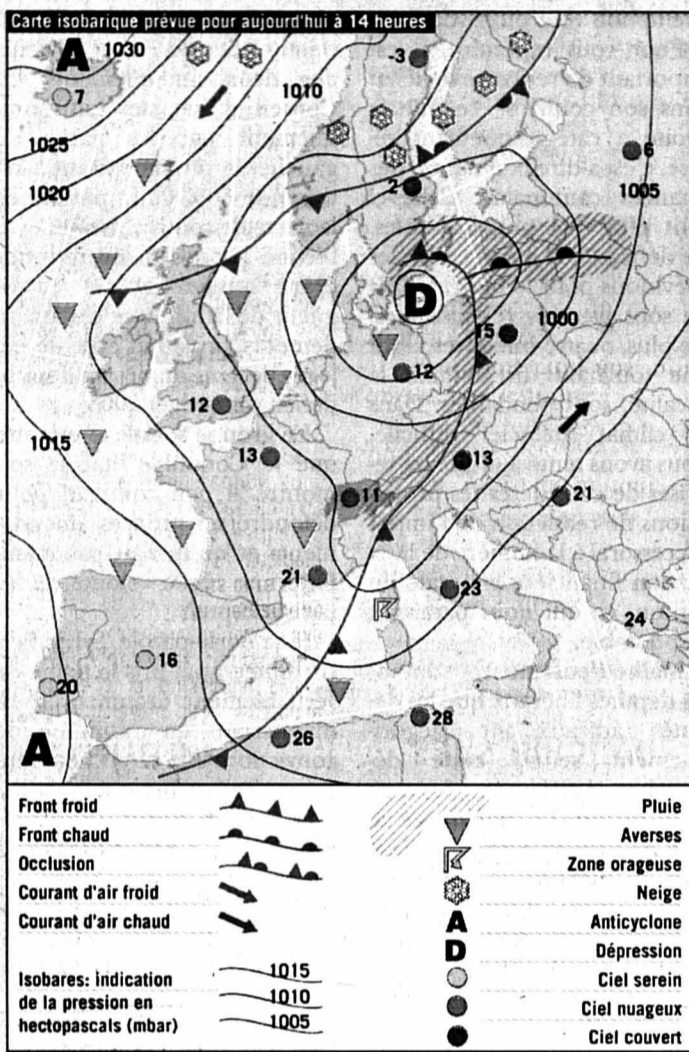 Carte isobarique prévue pour aujourd'hui à 14 heures
A 1030
-3
7
1010
1025
1020
6
2
1005
D
1000
15
12
12
1015
13
13
11
21
21
23
24
16
20
28
26
A
Front froid
Front chaud
Occlusion
Courant d'air froid
Courant d'air chaud
Isobares: indication
de la pression en
hectopascals (mbar)
1015
1010
1005
Pluie
Averses
Zone orageuse
Neige
A Anticyclone
D Dépression
Ciel serein
Ciel nuageux
Ciel couvert